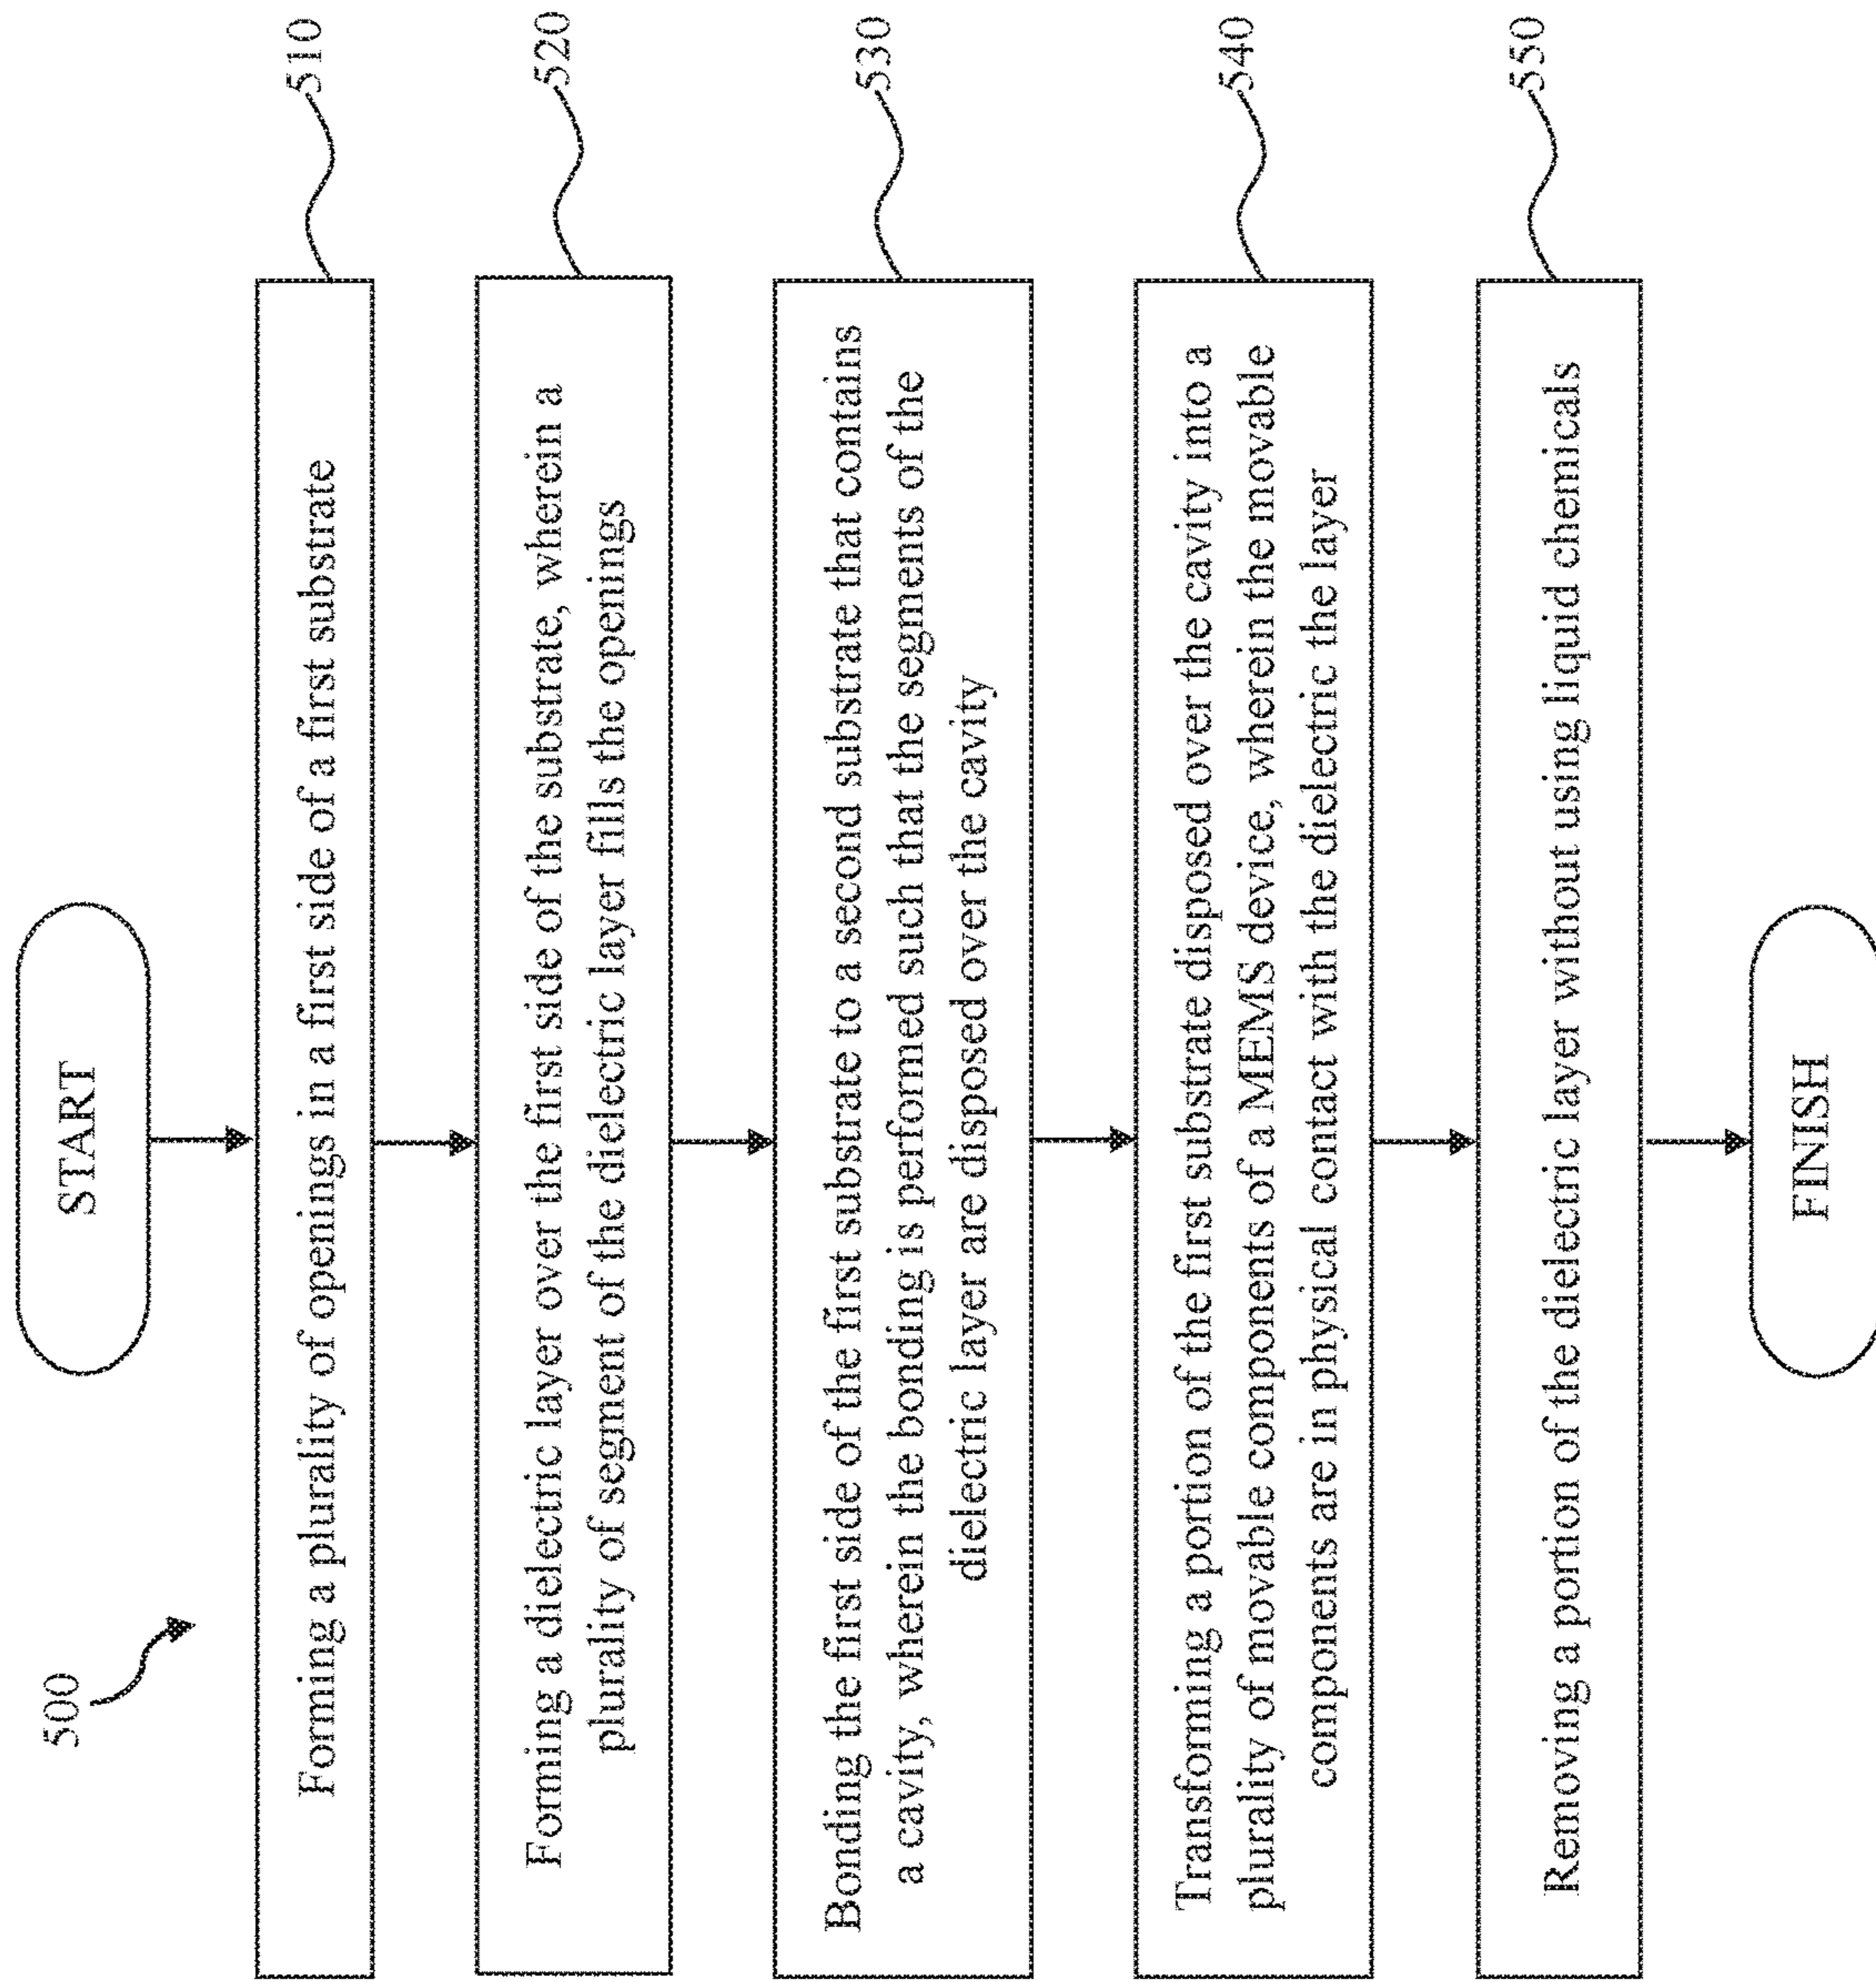 500
START
Forming a plurality of openings in a first side of a first substrate
510
Forming a dielectric layer over the first side of the substrate, wherein a
plurality of segment of the dielectric layer fills the openings
520
Bonding the first side of the first substrate to a second substrate that contains
a cavity, wherein the bonding is performed such that the segments of the
dielectric layer are disposed over the cavity
530
Transforming a portion of the first substrate disposed over the cavity into a
plurality of movable components of a MEMS device, wherein the movable
components are in physical contact with the dielectric the layer
540
Removing a portion of the dielectric layer without using liquid chemicals
550
FINISH